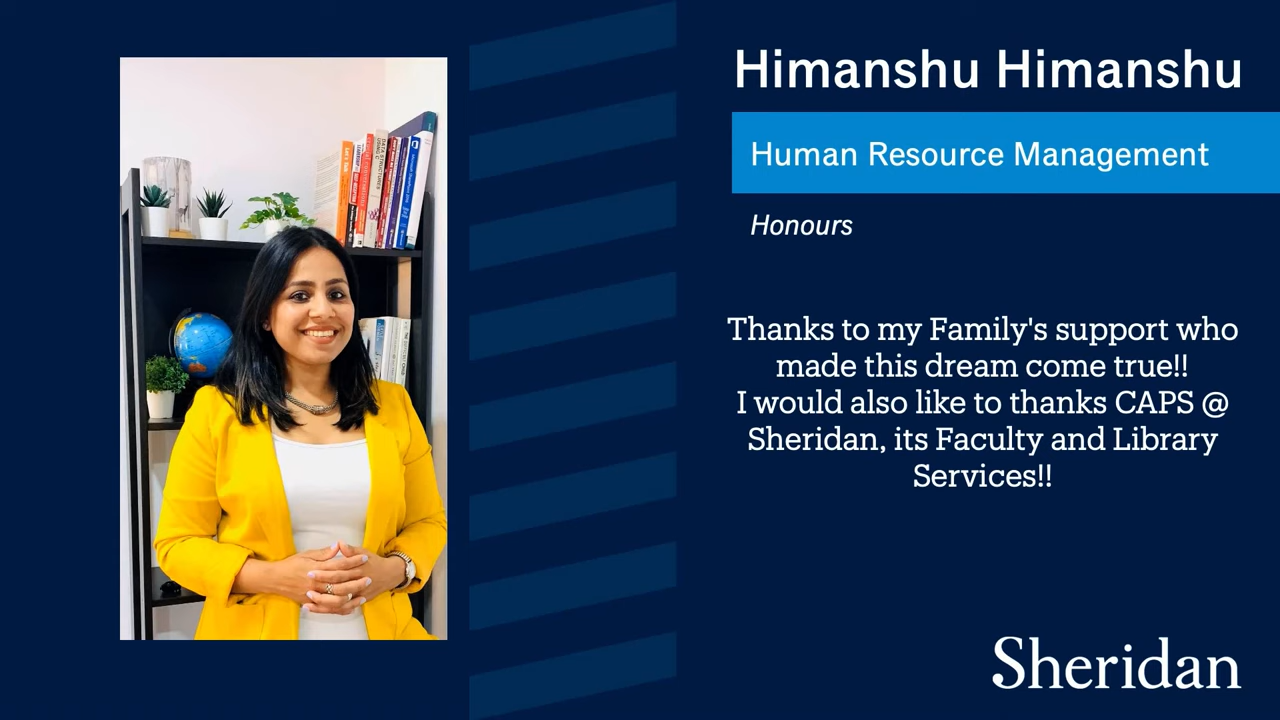 Himanshu Himanshu
Human Resource Management
Honours
Thanks to my Family's support who
made this dream come true!!
I would also like to thanks CAPS @
Sheridan, its Faculty and Library
Services!!
Sheridan